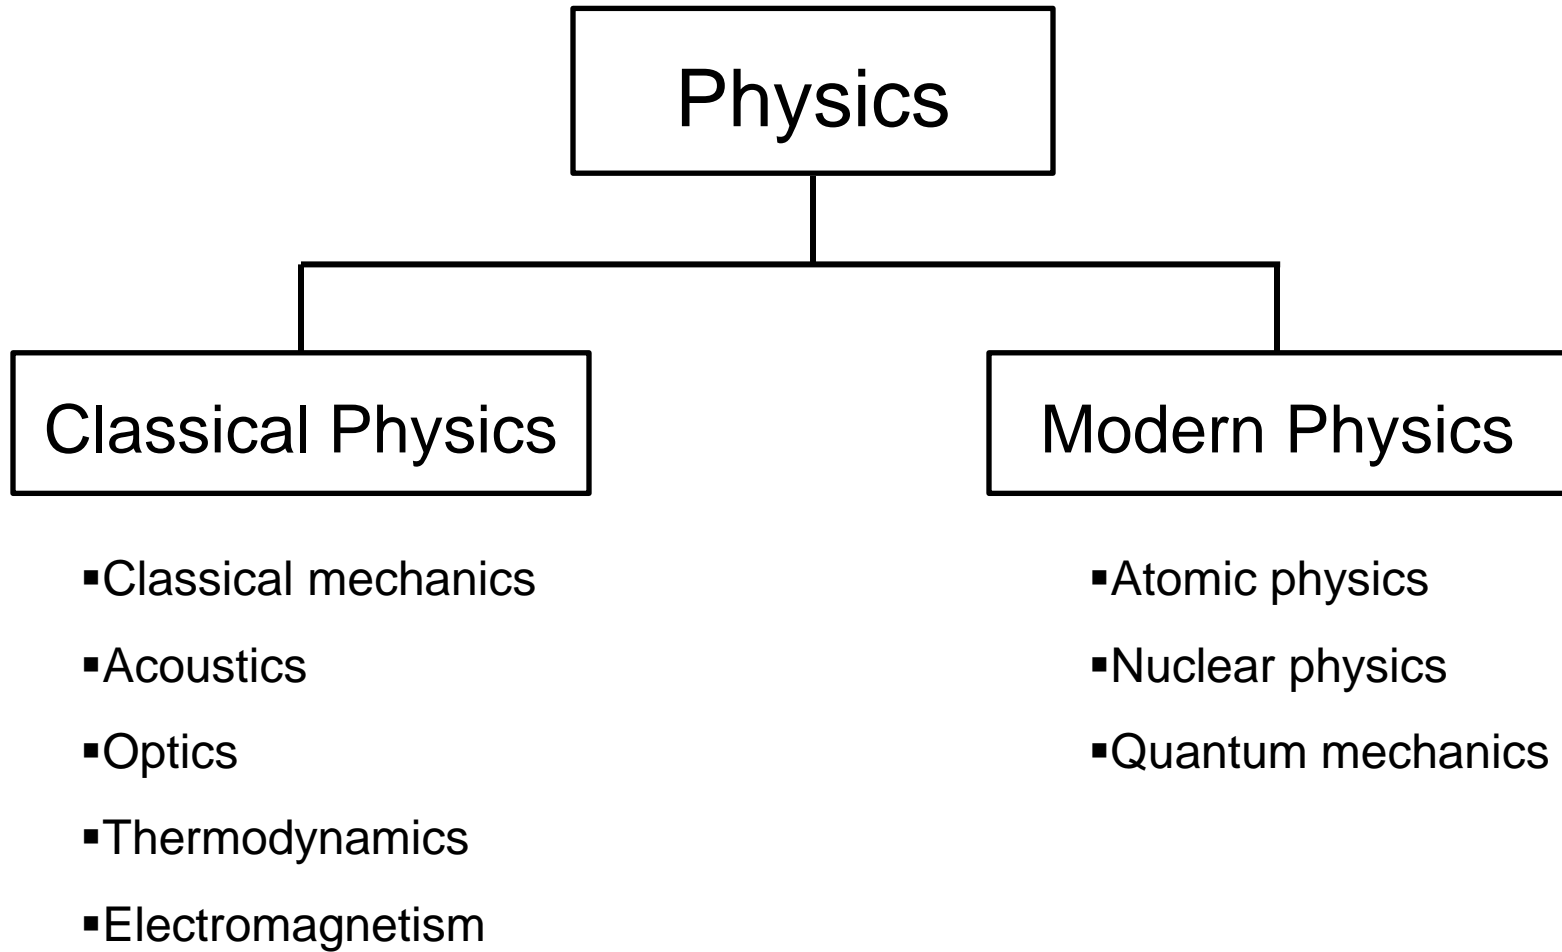 Physics
Classical Physics
Modern Physics
▪Classical mechanics
▪Acoustics
▪Optics
▪Thermodynamics
▪Electromagnetism
▪Atomic physics
▪Nuclear physics
▪Quantum mechanics